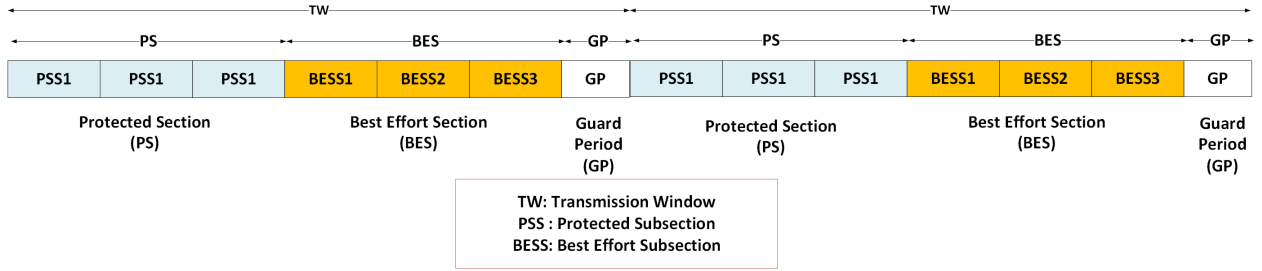 TW TW
PS BES GP PS BES GP
PSS1 PSS1 PSS1 BESS1 BESS2 BESS3 GP PSS1 PSS1 PSS1 BESS1 BESS2 BESS3 GP
Protected Section
(PS)
Best Effort Section
(BES)
Guard
Period
(GP)
Protected Section
(PS)
Best Effort Section
(BES)
Guard
Period
(GP)
TW: Transmission Window
PSS : Protected Subsection
BESS: Best Effort Subsection